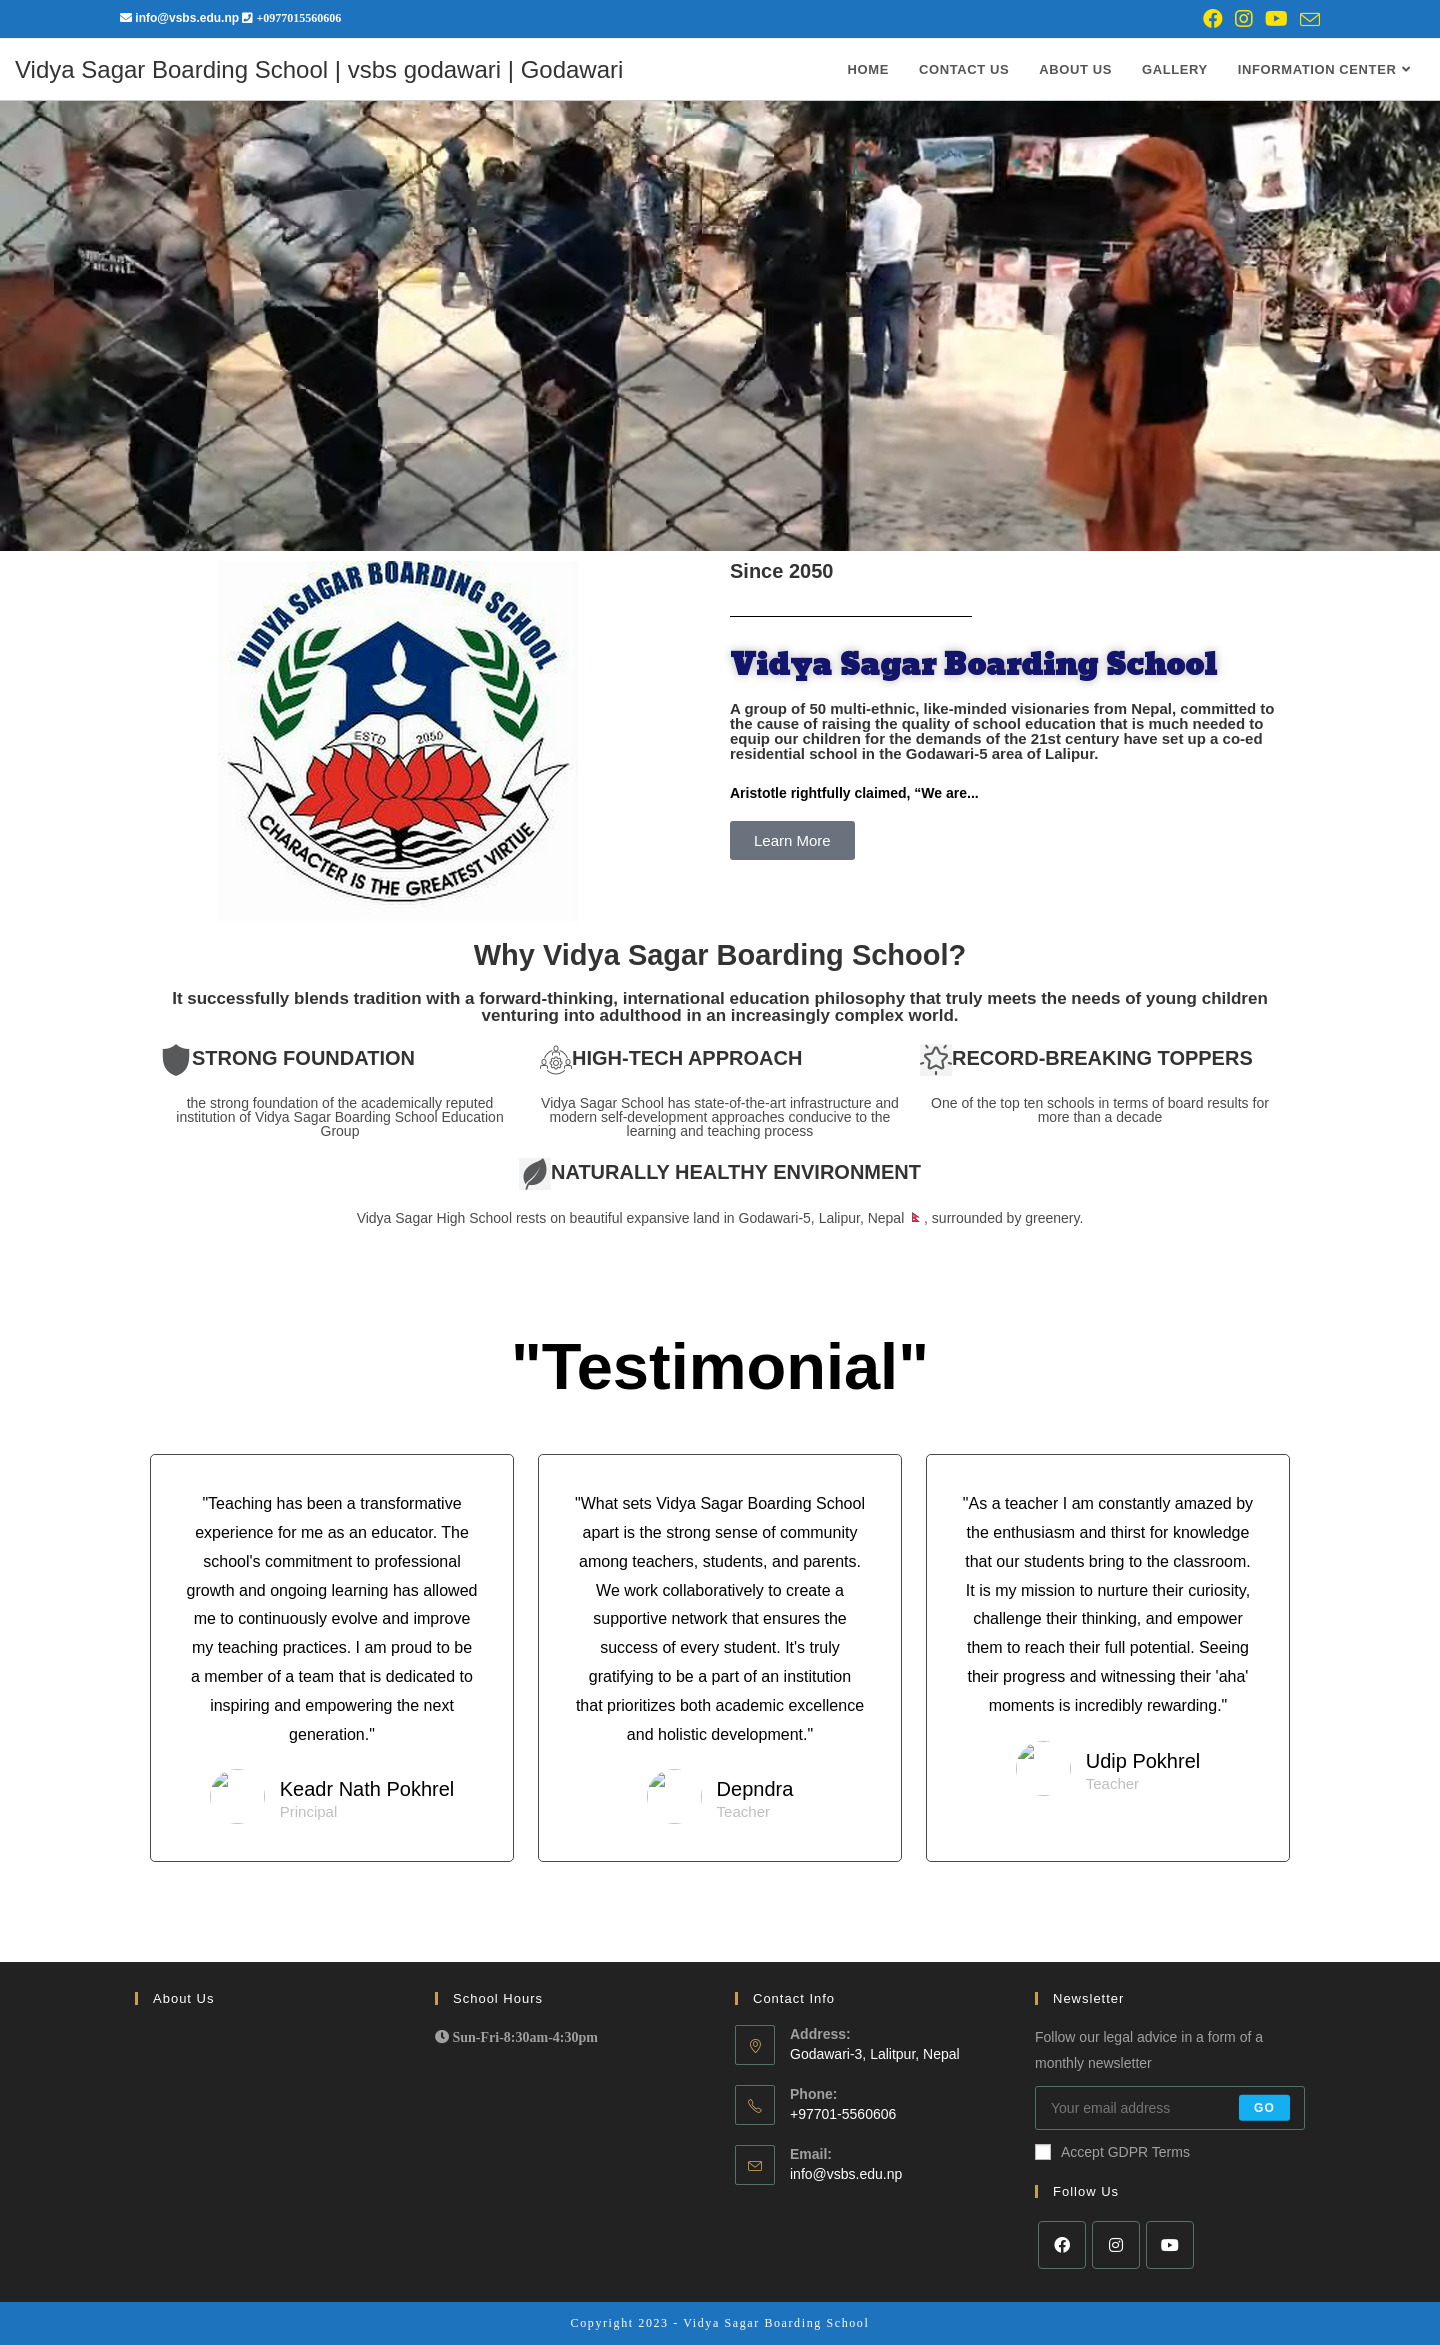 info@vsbs.edu.np +0977015560606
Vidya Sagar Boarding School | vsbs godawari | Godawari
HOME CONTACT US ABOUT US GALLERY INFORMATION CENTER
VIDYA SAGAR BOARDING SCHOOL
ESTD 2050
CHARACTER IS THE GREATEST VIRTUE
Since 2050
Vidya Sagar Boarding School
A group of 50 multi-ethnic, like-minded visionaries from Nepal, committed to
the cause of raising the quality of school education that is much needed to
equip our children for the demands of the 21st century have set up a co-ed
residential school in the Godawari-5 area of Lalipur.
Aristotle rightfully claimed, “We are...
Learn More
Why Vidya Sagar Boarding School?
It successfully blends tradition with a forward-thinking, international education philosophy that truly meets the needs of young children
venturing into adulthood in an increasingly complex world.
STRONG FOUNDATION
the strong foundation of the academically reputed
institution of Vidya Sagar Boarding School Education
Group
HIGH-TECH APPROACH
Vidya Sagar School has state-of-the-art infrastructure and
modern self-development approaches conducive to the
learning and teaching process
RECORD-BREAKING TOPPERS
One of the top ten schools in terms of board results for
more than a decade
NATURALLY HEALTHY ENVIRONMENT
Vidya Sagar High School rests on beautiful expansive land in Godawari-5, Lalipur, Nepal 🇳🇵, surrounded by greenery.
"Testimonial"
"Teaching has been a transformative
experience for me as an educator. The
school's commitment to professional
growth and ongoing learning has allowed
me to continuously evolve and improve
my teaching practices. I am proud to be
a member of a team that is dedicated to
inspiring and empowering the next
generation."
Keadr Nath Pokhrel
Principal
"What sets Vidya Sagar Boarding School
apart is the strong sense of community
among teachers, students, and parents.
We work collaboratively to create a
supportive network that ensures the
success of every student. It's truly
gratifying to be a part of an institution
that prioritizes both academic excellence
and holistic development."
Depndra
Teacher
"As a teacher I am constantly amazed by
the enthusiasm and thirst for knowledge
that our students bring to the classroom.
It is my mission to nurture their curiosity,
challenge their thinking, and empower
them to reach their full potential. Seeing
their progress and witnessing their 'aha'
moments is incredibly rewarding."
Udip Pokhrel
Teacher
About Us
School Hours
Sun-Fri-8:30am-4:30pm
Contact Info
Address:
Godawari-3, Lalitpur, Nepal
Phone:
+97701-5560606
Email:
info@vsbs.edu.np
Newsletter
Follow our legal advice in a form of a
monthly newsletter
Your email address GO
Accept GDPR Terms
Follow Us
Copyright 2023 - Vidya Sagar Boarding School